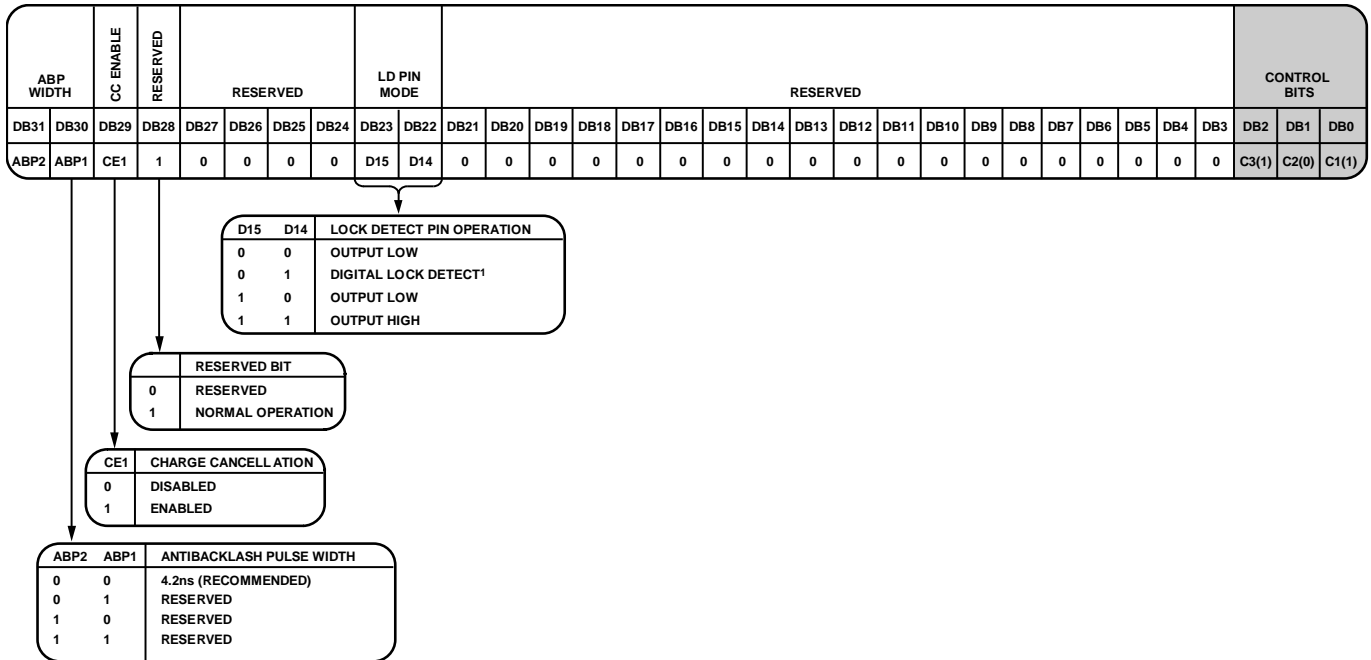 ABP WIDTH
CC ENABLE
RESERVED
RESERVED
LD PIN MODE
RESERVED
CONTROL BITS
DB31 DB30 DB29 DB28 DB27 DB26 DB25 DB24 DB23 DB22 DB21 DB20 DB19 DB18 DB17 DB16 DB15 DB14 DB13 DB12 DB11 DB10 DB9 DB8 DB7 DB6 DB5 DB4 DB3 DB2 DB1 DB0
ABP2 ABP1 CE1 1 0 0 0 0 D15 D14 0 0 0 0 0 0 0 0 0 0 0 0 0 0 0 0 0 0 0 C3(1) C2(0) C1(1)
D15 D14 LOCK DETECT PIN OPERATION
0 0 OUTPUT LOW
0 1 DIGITAL LOCK DETECT1
1 0 OUTPUT LOW
1 1 OUTPUT HIGH
RESERVED BIT
0 RESERVED
1 NORMAL OPERATION
CE1 CHARGE CANCELLATION
0 DISABLED
1 ENABLED
ABP2 ABP1 ANTIBACKLASH PULSE WIDTH
0 0 4.2ns (RECOMMENDED)
0 1 RESERVED
1 0 RESERVED
1 1 RESERVED